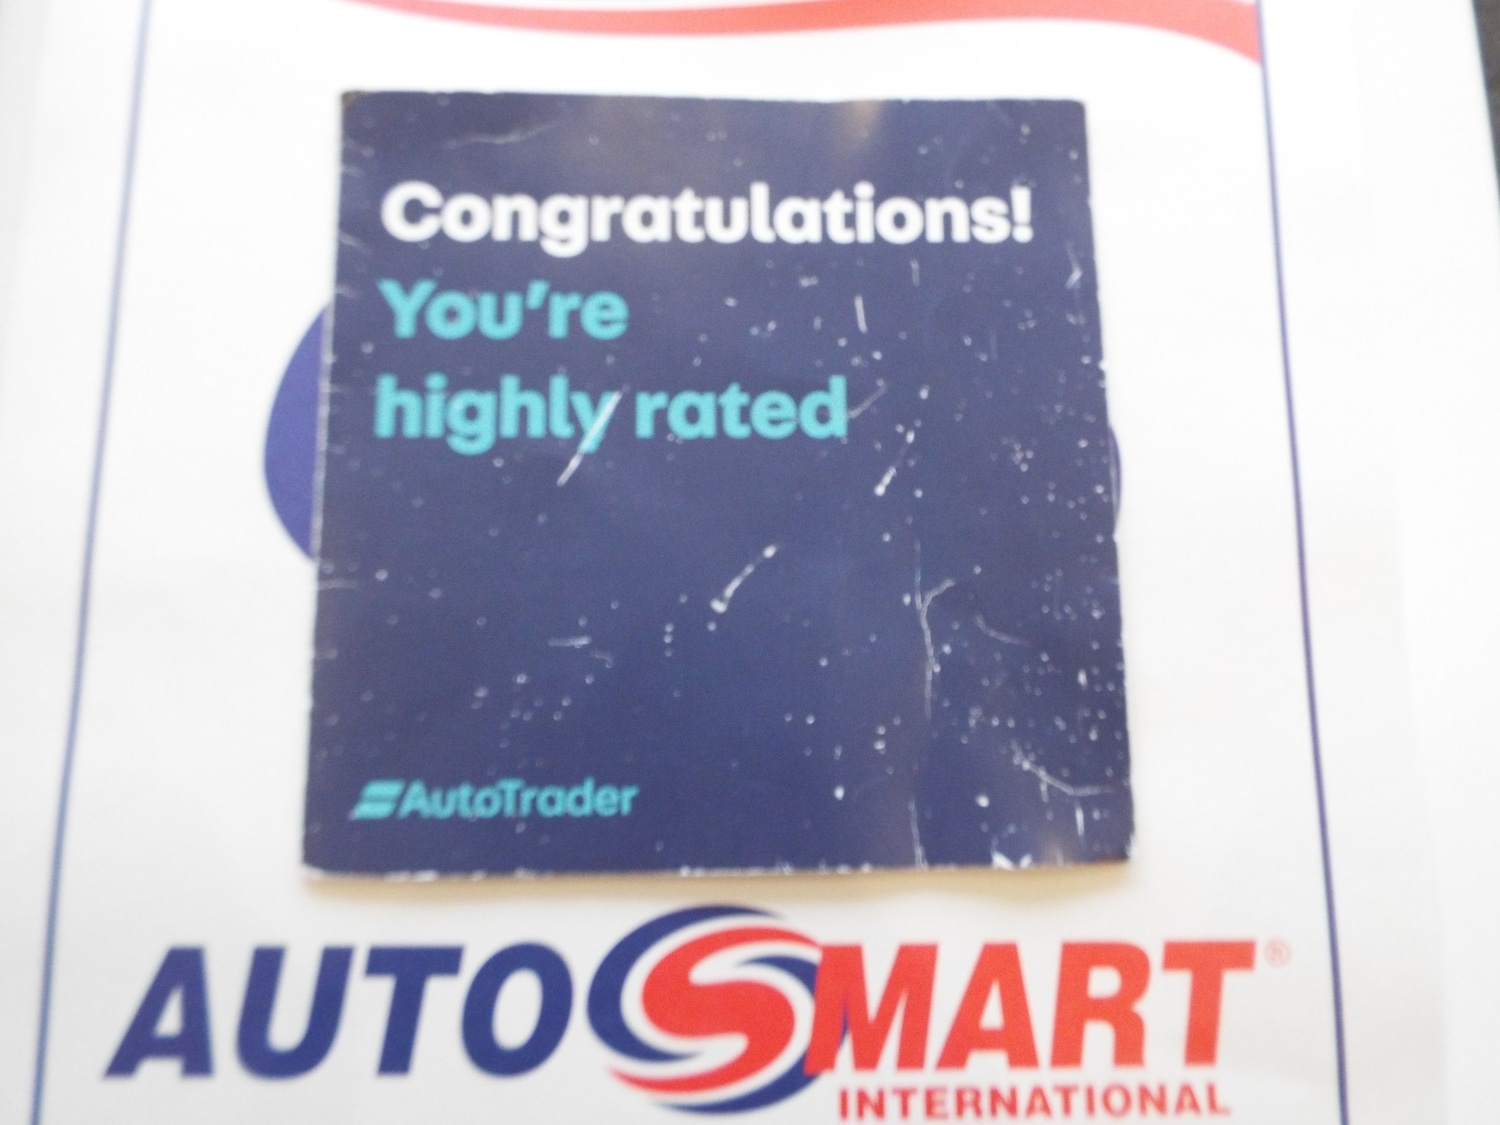 Congratulations!
You're
highly rated
AutoTrader
AUTOSMART®
INTERNATIONAL